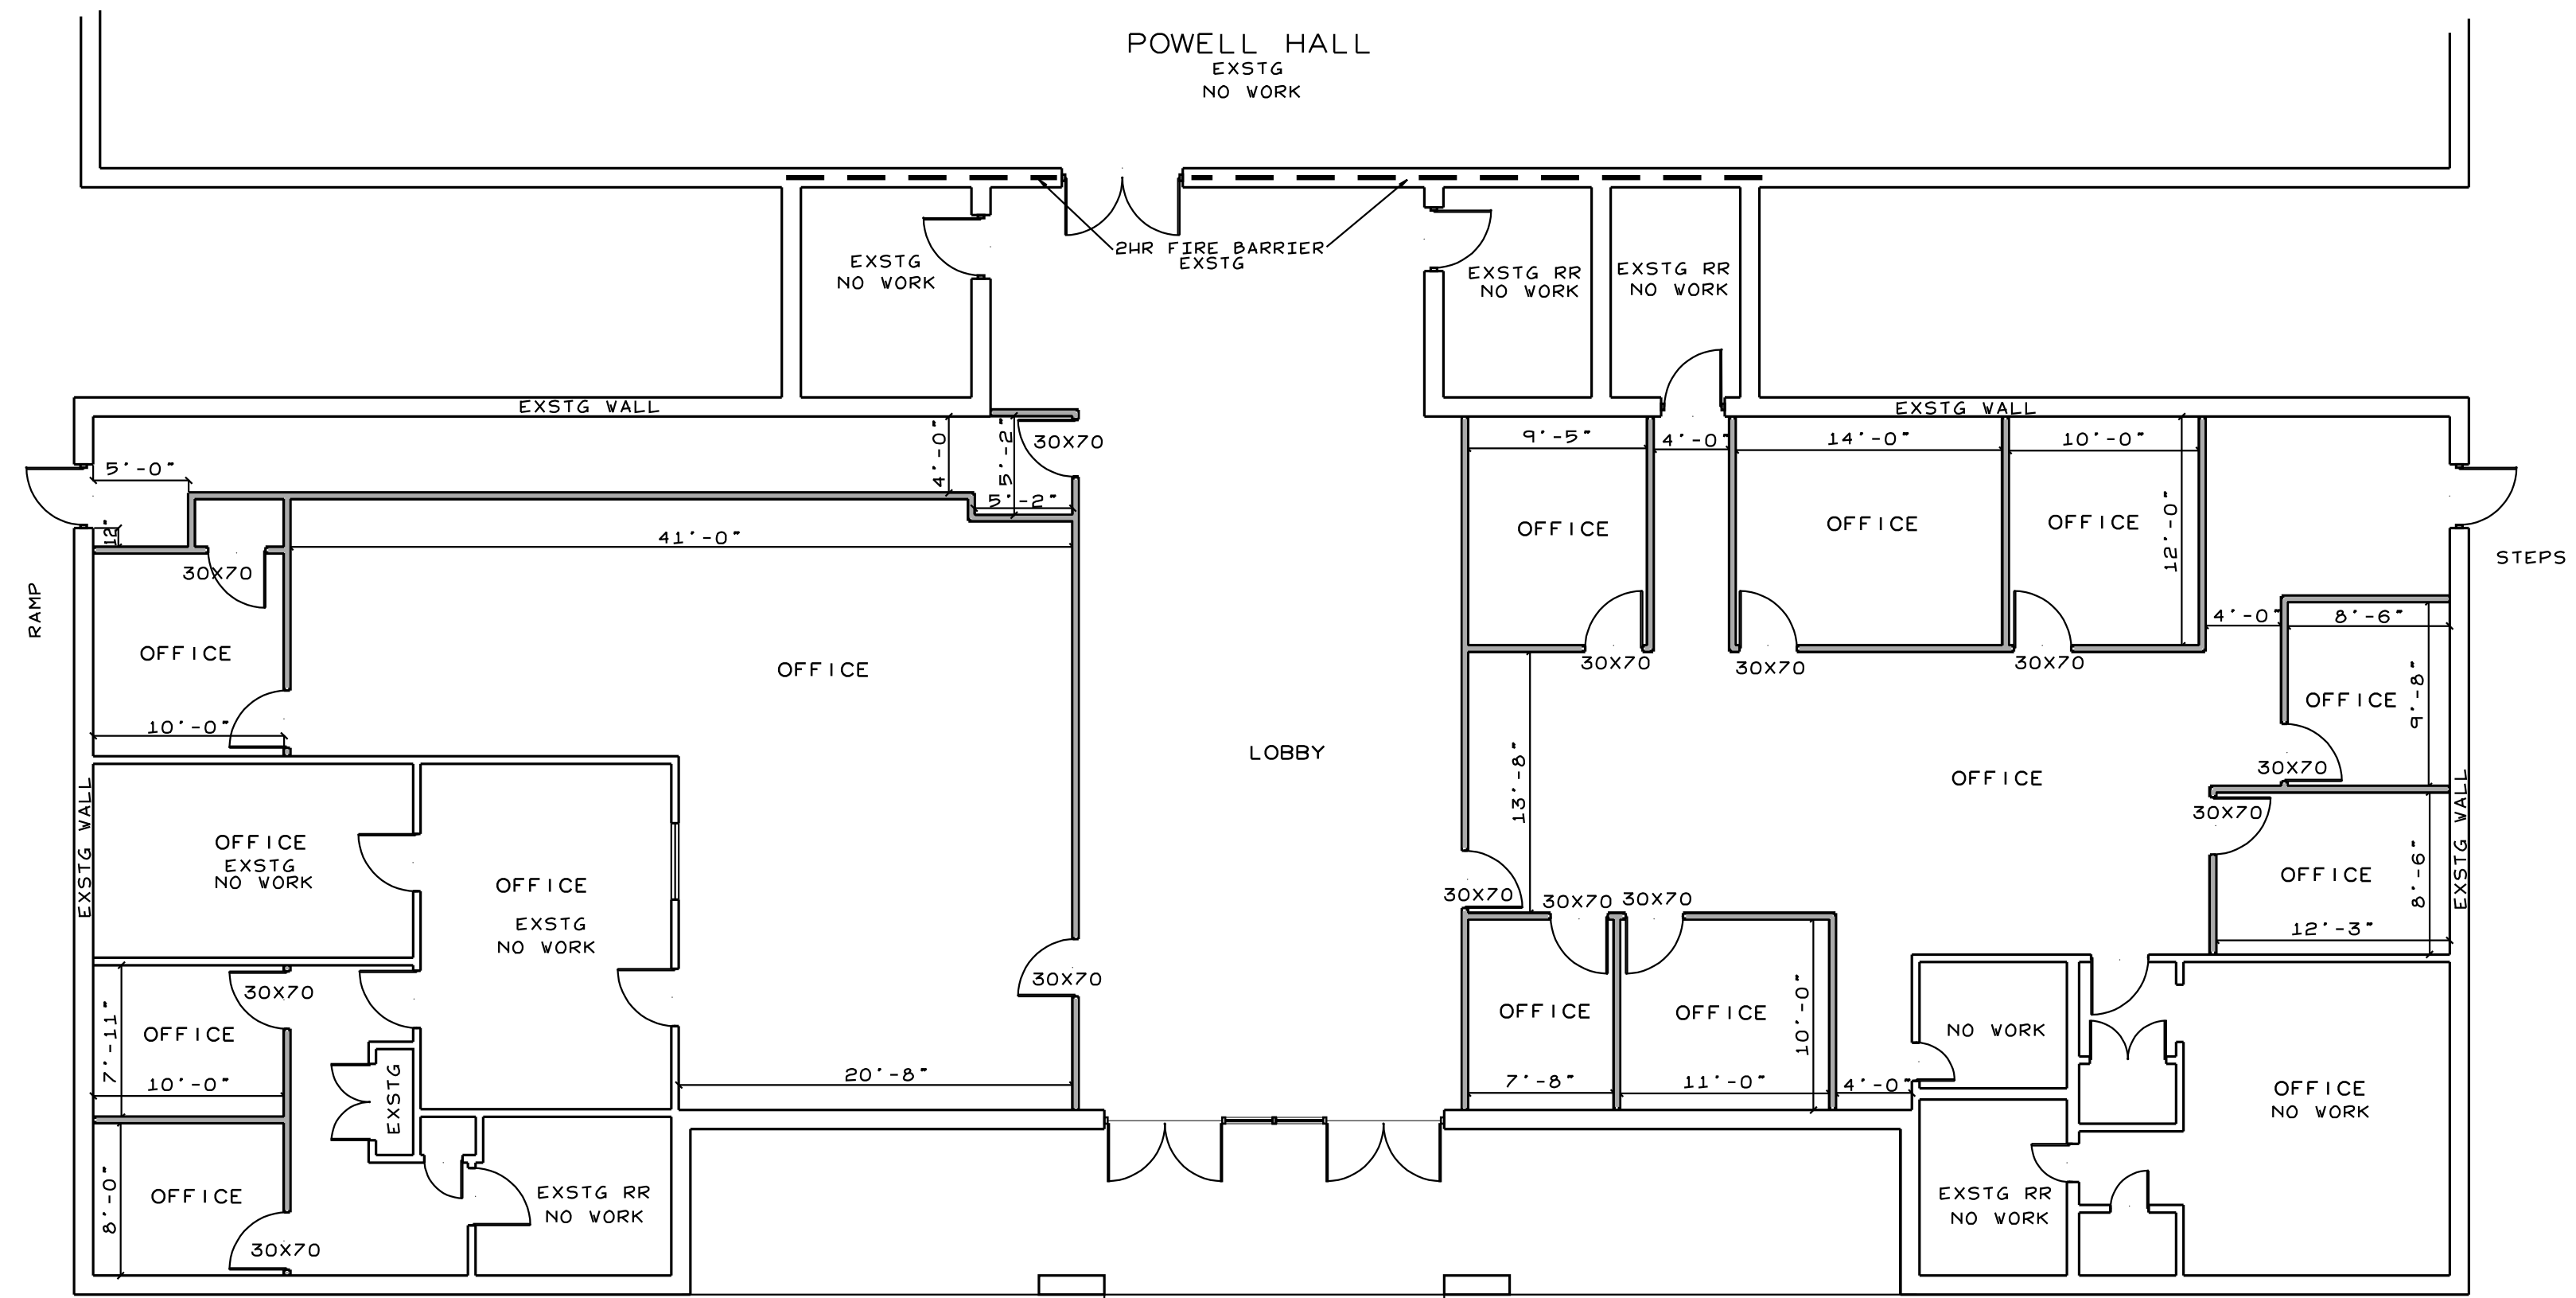 POWELL HALL
EXSTG
NO WORK
2HR FIRE BARRIER
EXSTG
EXSTG
NO WORK
EXSTG RR
NO WORK
EXSTG RR
NO WORK
EXSTG WALL
EXSTG WALL
4'-0"
5'-2"
30X70
5'-2"
5'-0"
12"
41'-0"
30X70
RAMP
OFFICE
10'-0"
OFFICE
9'-5"
4'-0"
14'-0"
10'-0"
OFFICE
OFFICE
OFFICE
12'-0"
STEPS
30X70
30X70
30X70
4'-0"
8'-6"
OFFICE
9'-8"
30X70
LOBBY
13'-8"
OFFICE
30X70
EXSTG WALL
OFFICE
EXSTG
NO WORK
OFFICE
EXSTG
NO WORK
30X70
30X70
30X70
30X70
OFFICE
8'-6"
12'-3"
EXSTG WALL
30X70
7'-11"
OFFICE
10'-0"
EXSTG
20'-8"
OFFICE
7'-8"
OFFICE
11'-0"
10'-0"
4'-0"
NO WORK
OFFICE
NO WORK
8'-0"
OFFICE
30X70
EXSTG RR
NO WORK
EXSTG RR
NO WORK